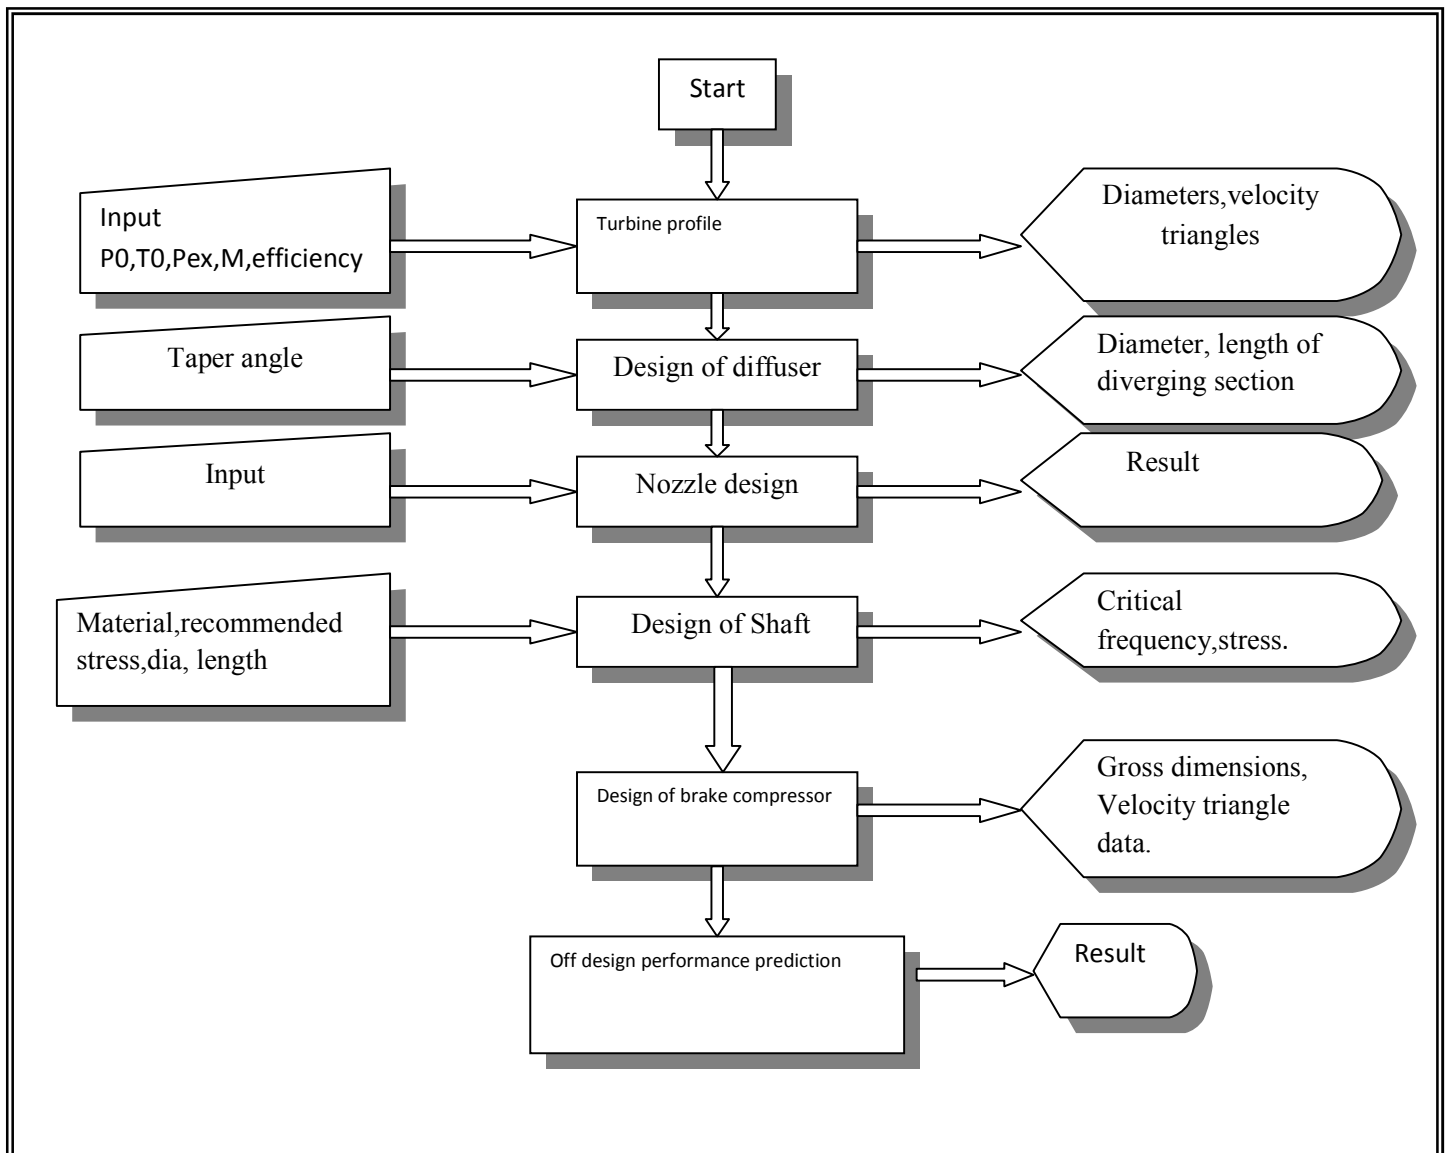 Start
Input
P0,T0,Pex,M,efficiency
Turbine profile
Diameters,velocity
triangles
Taper angle
Design of diffuser
Diameter, length of
diverging section
Input
Nozzle design
Result
Material,recommended
stress,dia, length
Design of Shaft
Critical
frequency,stress.
Design of brake compressor
Gross dimensions,
Velocity triangle
data.
Off design performance prediction
Result